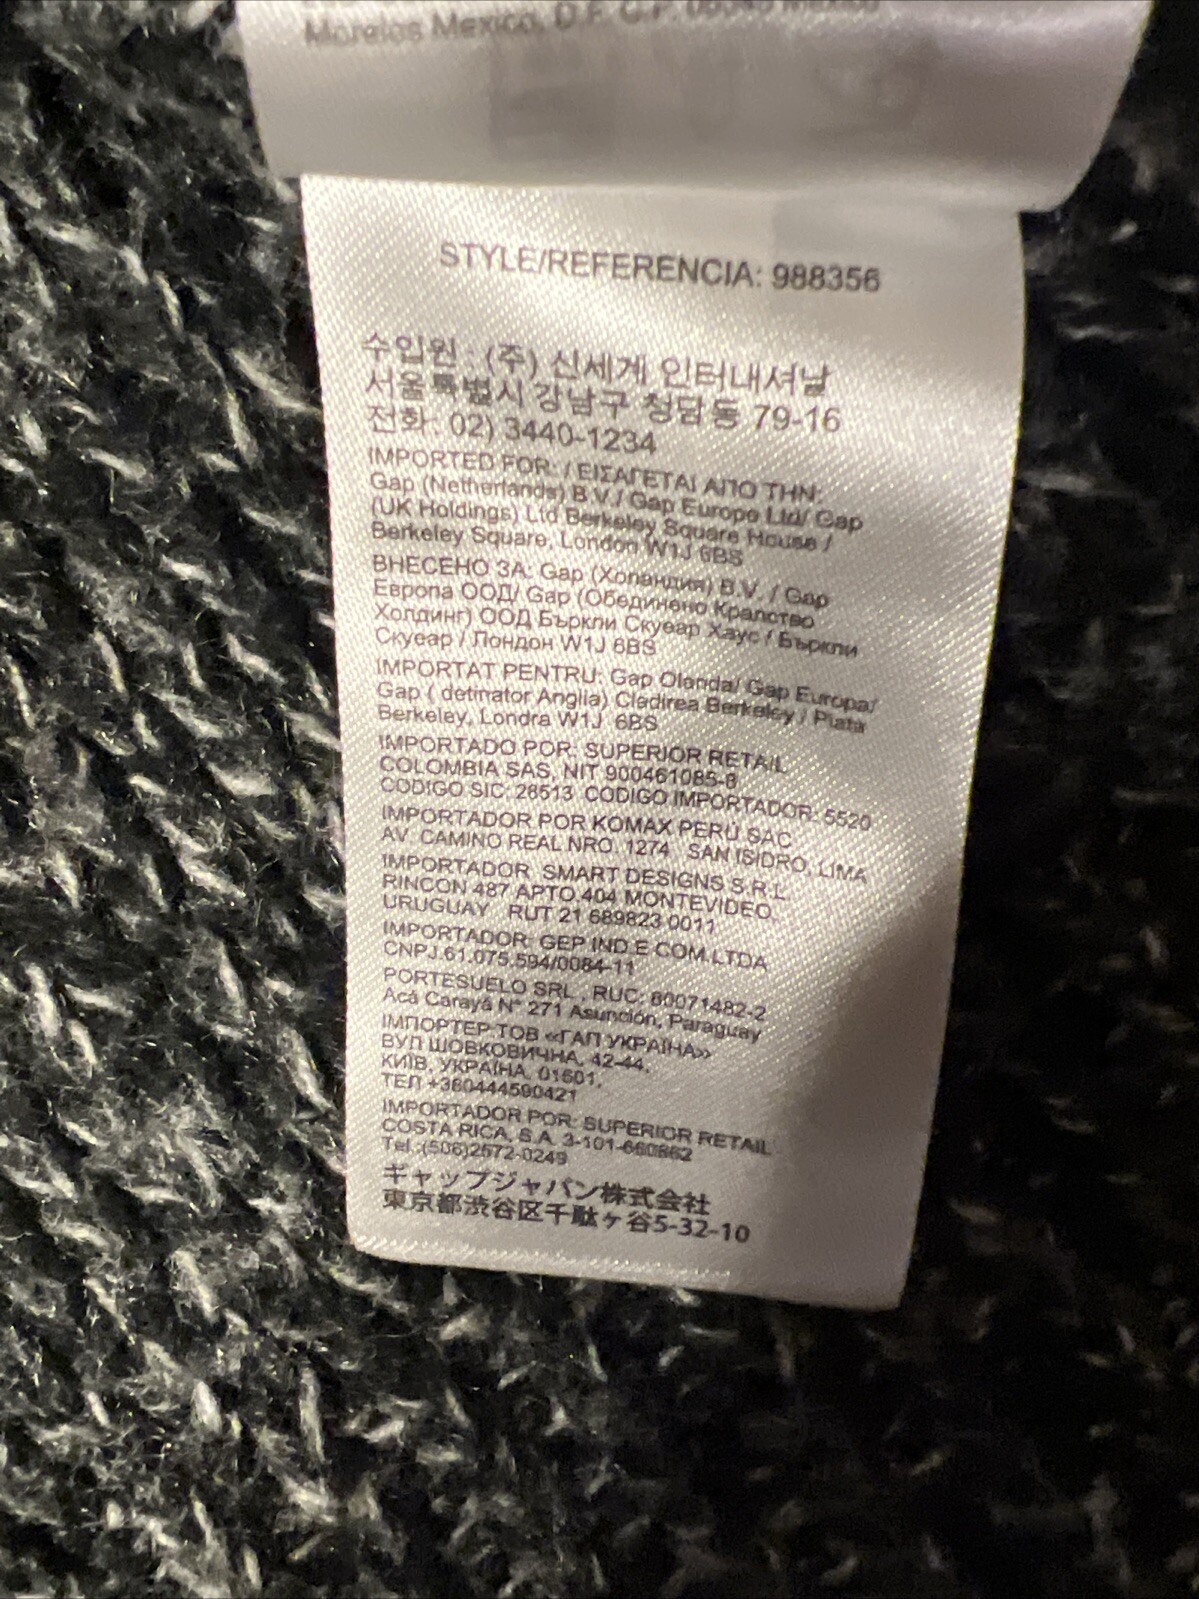 Morelos Mexico, D.F. C.P. 05349 Mexico
STYLE/REFERENCIA: 988356
수입원 : (주) 신세계 인터내셔날
서울특별시 강남구 청담동 79-16
전화 : 02) 3440-1234
IMPORTED FOR: / ΕΙΣΑΓΕΤΑΙ ΑΠΟ ΤΗΝ:
Gap (Netherlands) B.V./ Gap Europe Ltd/ Gap
(UK Holdings) Ltd Berkeley Square House /
Berkeley Square, London W1J 6BS
ВНЕСЕНО ЗА: Gap (Холандия) B.V. / Gap
Европа ООД/ Gap (Обединено Кралство
Холдинг) ООД Бъркли Скуеар Хаус / Бъркли
Скуеар / Лондон W1J 6BS
IMPORTAT PENTRU: Gap Olanda/ Gap Europa/
Gap ( detinator Anglia) Cladirea Berkeley / Piata
Berkeley, Londra W1J 6BS
IMPORTADO POR: SUPERIOR RETAIL
COLOMBIA SAS, NIT 900461085-8
CODIGO SIC: 28513 CODIGO IMPORTADOR: 5520
IMPORTADOR POR KOMAX PERÚ SAC
AV. CAMINO REAL NRO. 1274 SAN ISIDRO, LIMA
IMPORTADOR SMART DESIGNS S.R.L.
RINCON 487 APTO.404 MONTEVIDEO,
URUGUAY RUT 21 689823 0011
IMPORTADOR: GEP IND E COM.LTDA
CNPJ.61.075.594/0084-11
PORTESUELO SRL , RUC: 80071482-2
Acá Carayá N° 271 Asunción, Paraguay
ІМПОРТЕР:ТОВ «ГАП УКРАЇНА»
ВУЛ ШОВКОВИЧНА, 42-44,
КИЇВ, УКРАЇНА, 01601,
ТЕЛ +380444590421
IMPORTADOR POR: SUPERIOR RETAIL
COSTA RICA, S.A. 3-101-660862
Tel.:(506)2572-0249
ギャップジャパン株式会社
東京都渋谷区千駄ヶ谷5-32-10